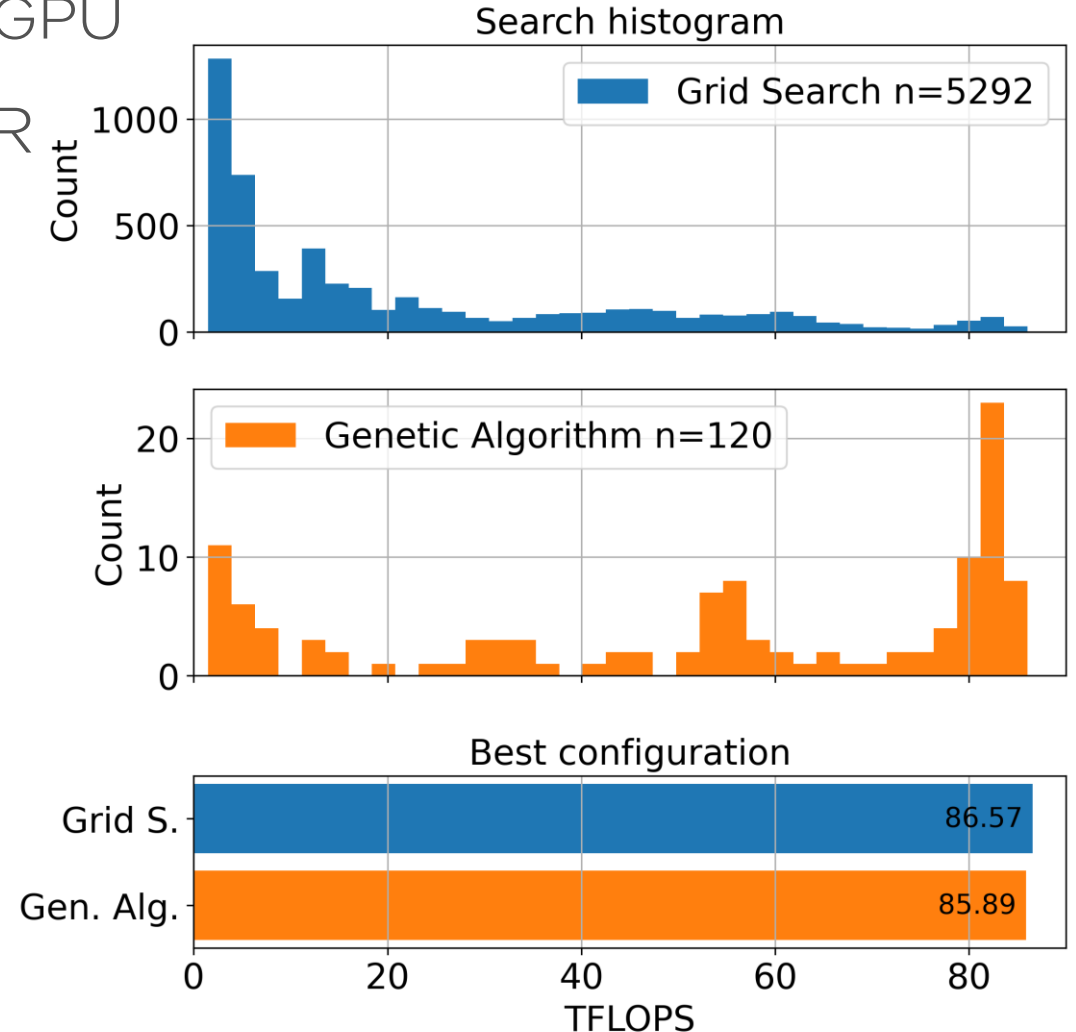 GPU
R
Search histogram
Grid Search n=5292
Count
1000
500
0
Genetic Algorithm n=120
Count
20
10
0
Best configuration
Grid S.
86.57
Gen. Alg.
85.89
0 20 40 60 80
TFLOPS